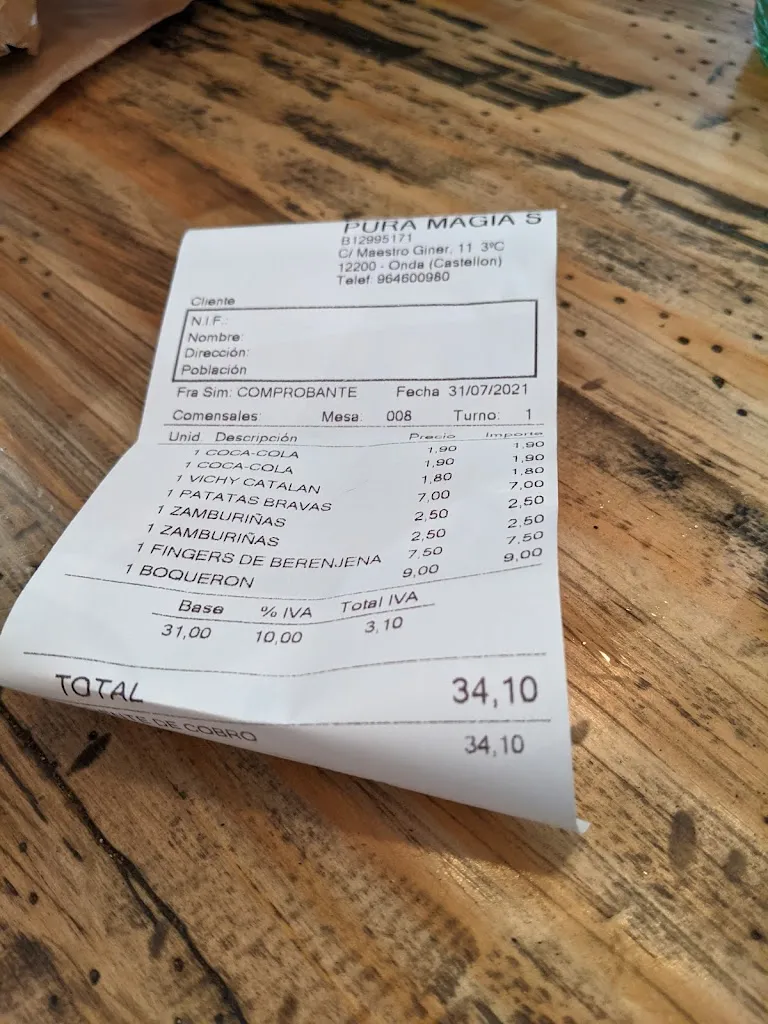 PURA MAGIA S
B12995171
C/ Maestro Giner, 11 3ºC
12200 - Onda (Castellon)
Telef: 964600980
Cliente
N.I.F.:
Nombre:
Dirección:
Población
Fra Sim: COMPROBANTE Fecha 31/07/2021
Comensales: Mesa: 008 Turno: 1
Unid Descripción Precio Importe
1 COCA-COLA 1,90 1,90
1 COCA-COLA 1,90 1,90
1 VICHY CATALAN 1,80 1,80
1 PATATAS BRAVAS 7,00 7,00
1 ZAMBURIÑAS 2,50 2,50
1 ZAMBURIÑAS 2,50 2,50
1 FINGERS DE BERENJENA 7,50 7,50
1 BOQUERON 9,00 9,00
Base % IVA Total IVA
31,00 10,00 3,10
TOTAL 34,10
DE COBRO 34,10